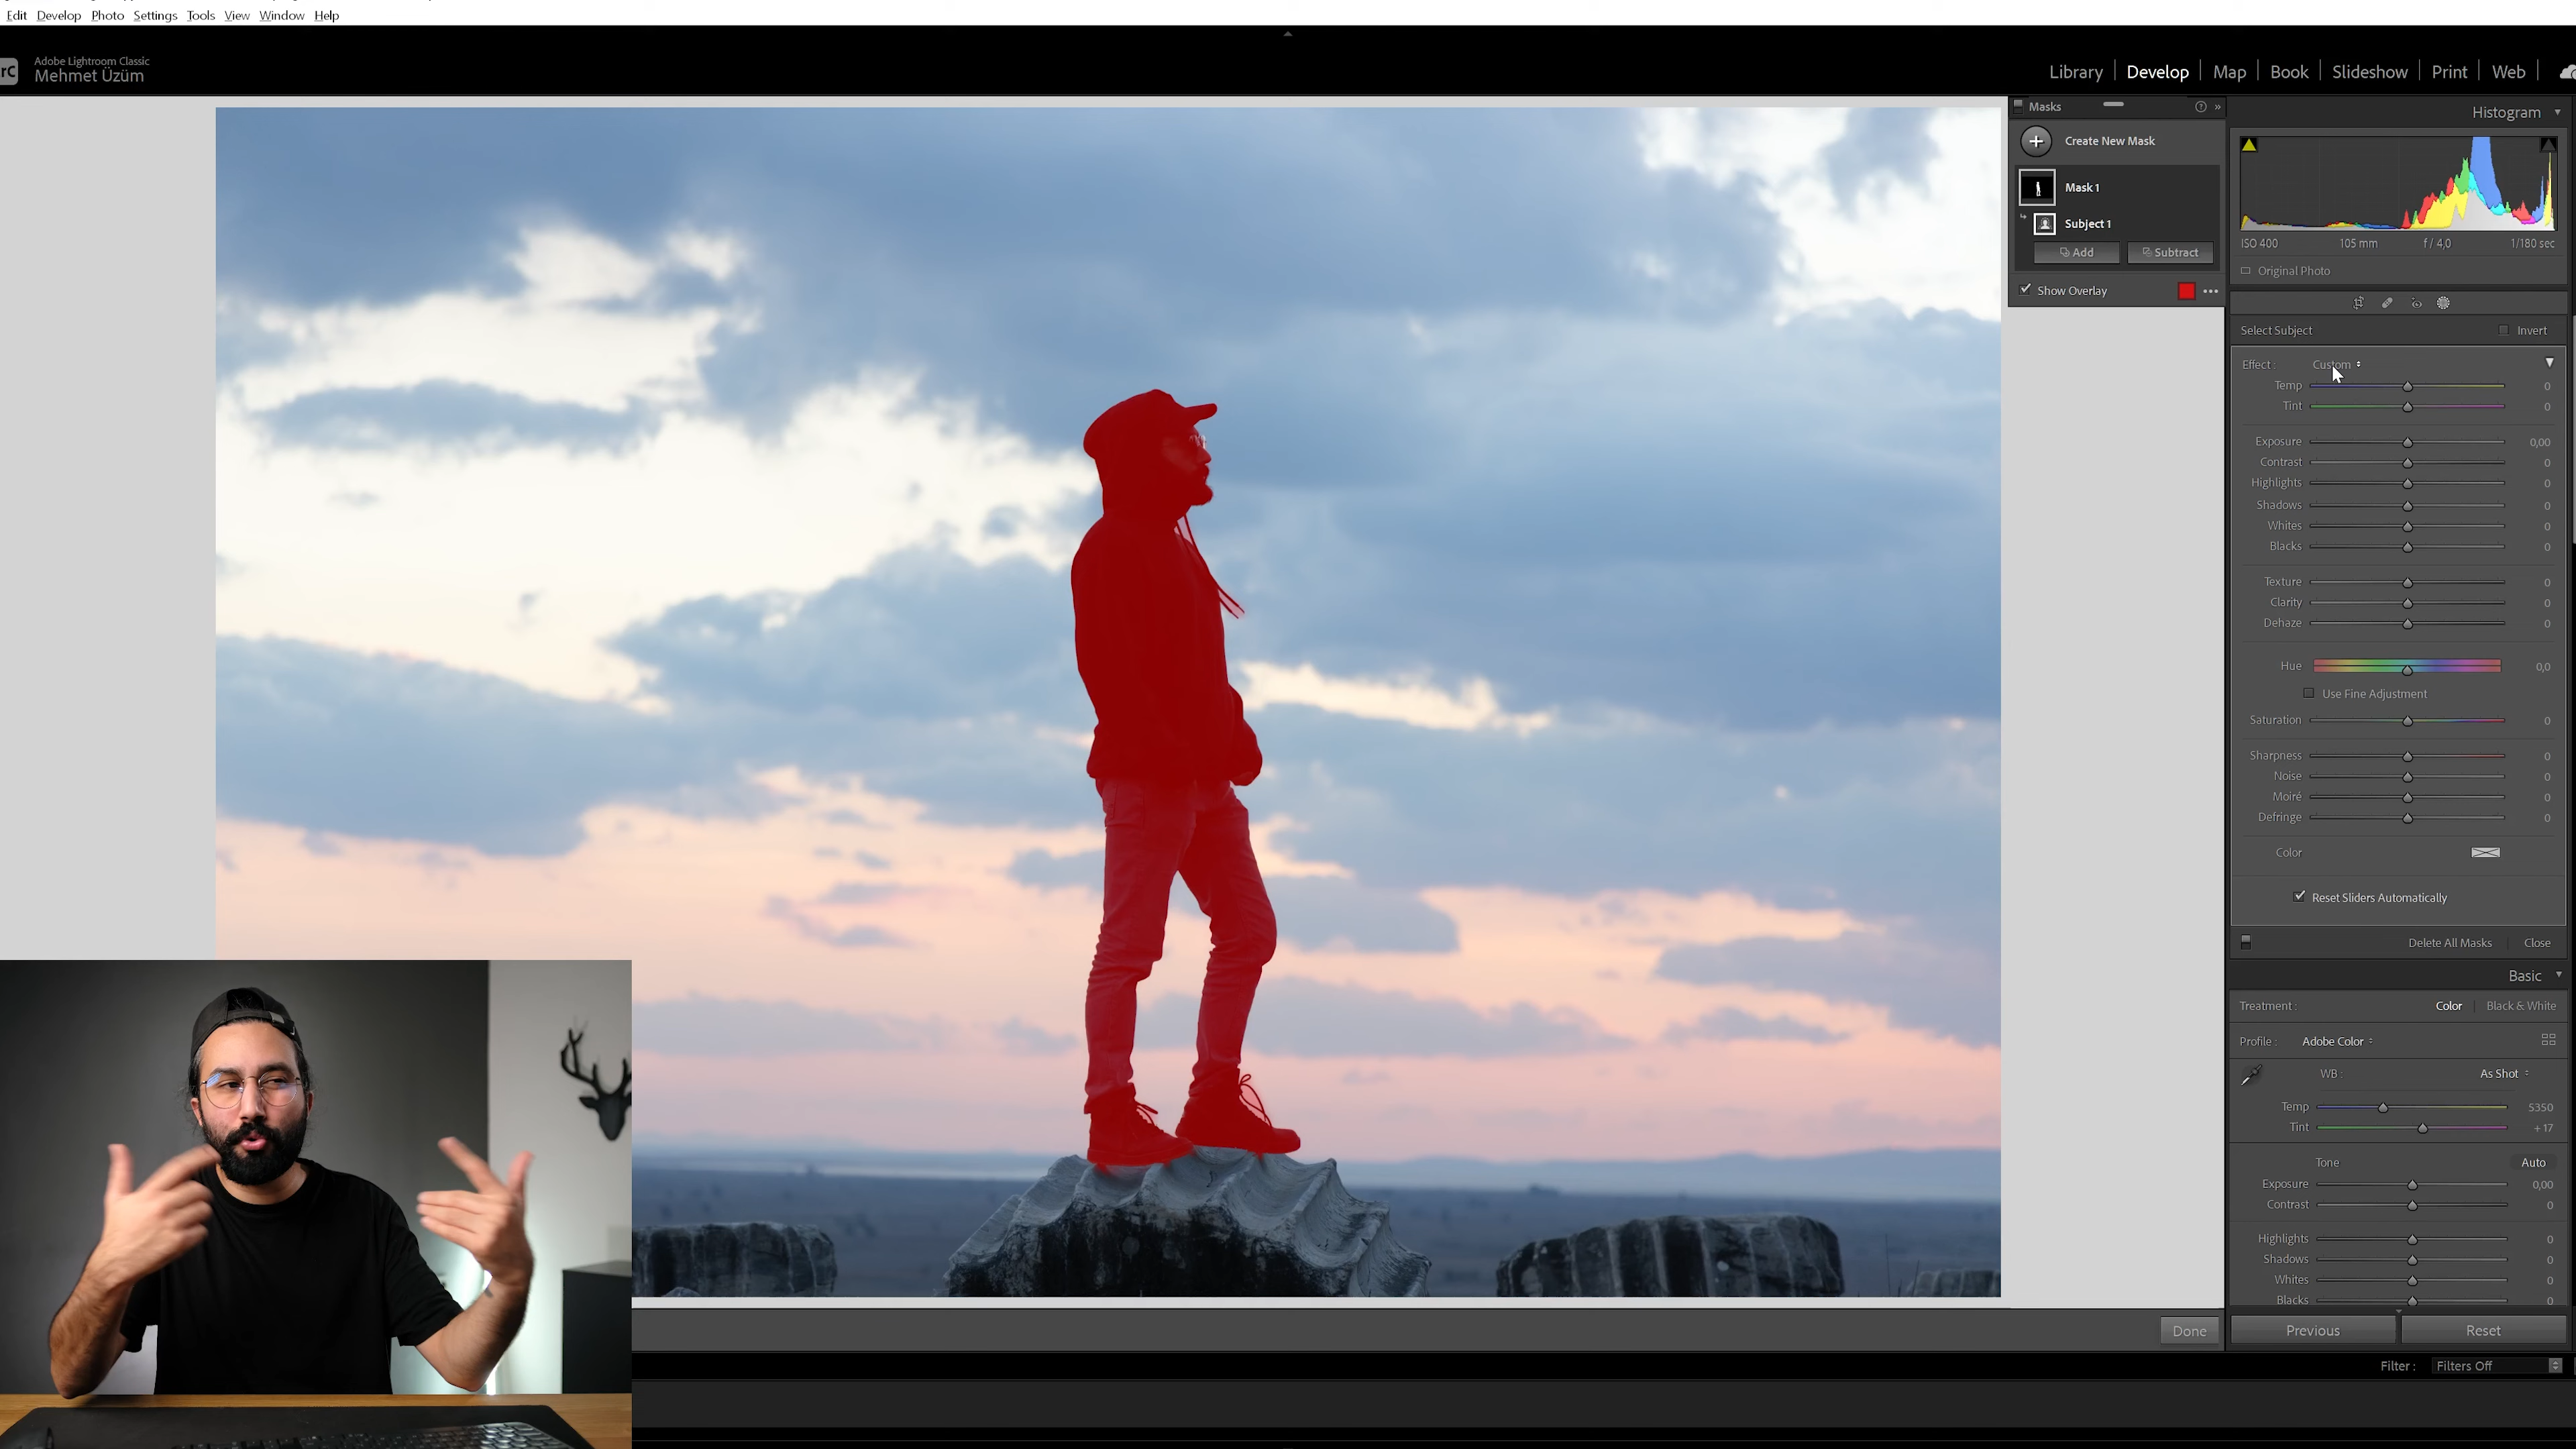 Edit Develop Photo Settings Tools View Window Help
rC
Adobe Lightroom Classic
Mehmet Üzüm
Library | Develop | Map | Book | Slideshow | Print | Web |
Masks
Create New Mask
Mask 1
Subject 1
Add
Subtract
Show Overlay
Histogram
ISO 400 105 mm f / 4,0 1/180 sec
Original Photo
Select Subject Invert
Effect : Custom
Temp 0
Tint 0
Exposure 0,00
Contrast 0
Highlights 0
Shadows 0
Whites 0
Blacks 0
Texture 0
Clarity 0
Dehaze 0
Hue 0,0
Use Fine Adjustment
Saturation 0
Sharpness 0
Noise 0
Moiré 0
Defringe 0
Color
Reset Sliders Automatically
Delete All Masks Close
Basic
Treatment : Color | Black & White
Profile : Adobe Color
WB : As Shot
Temp 5350
Tint + 17
Tone Auto
Exposure 0,00
Contrast 0
Highlights 0
Shadows 0
Whites 0
Blacks 0
Done
Previous
Reset
Filter : Filters Off